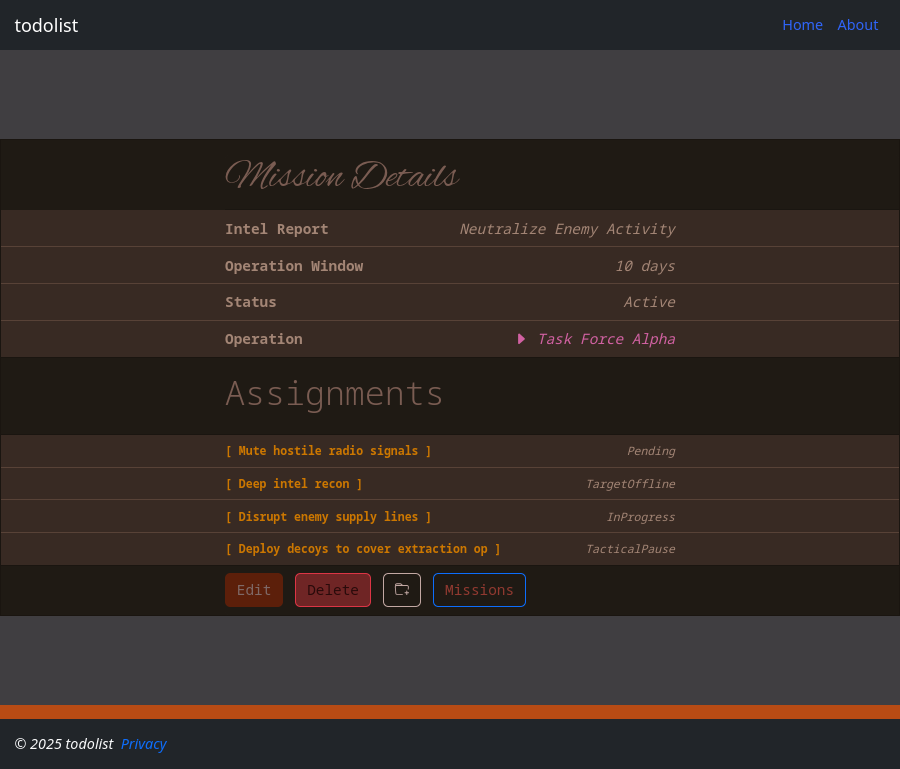 todolist Home About
Mission Details
Intel Report Neutralize Enemy Activity
Operation Window 10 days
Status Active
Operation Task Force Alpha
Assignments
[ Mute hostile radio signals ] Pending
[ Deep intel recon ] TargetOffline
[ Disrupt enemy supply lines ] InProgress
[ Deploy decoys to cover extraction op ] TacticalPause
Edit Delete Missions
© 2025 todolist Privacy